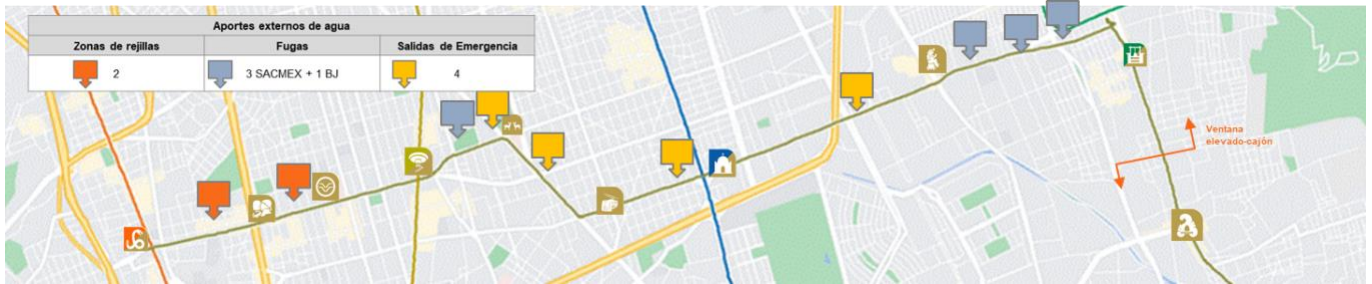 Aportes externos de agua
Zonas de rejillas Fugas Salidas de Emergencia
2 3 SACMEX + 1 BJ 4
Ventana
elevado-cajón